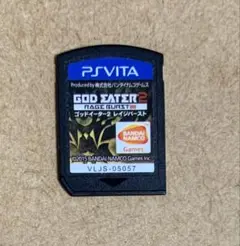 PSVITA
Produced by 株式会社バンダイナムコゲームス
GOD EATER 2
RAGE BURST
ゴッドイーター2 レイジバースト
BANDAI
NAMCO
Games
©2015 BANDAI NAMCO Games Inc.
VLJS-05057